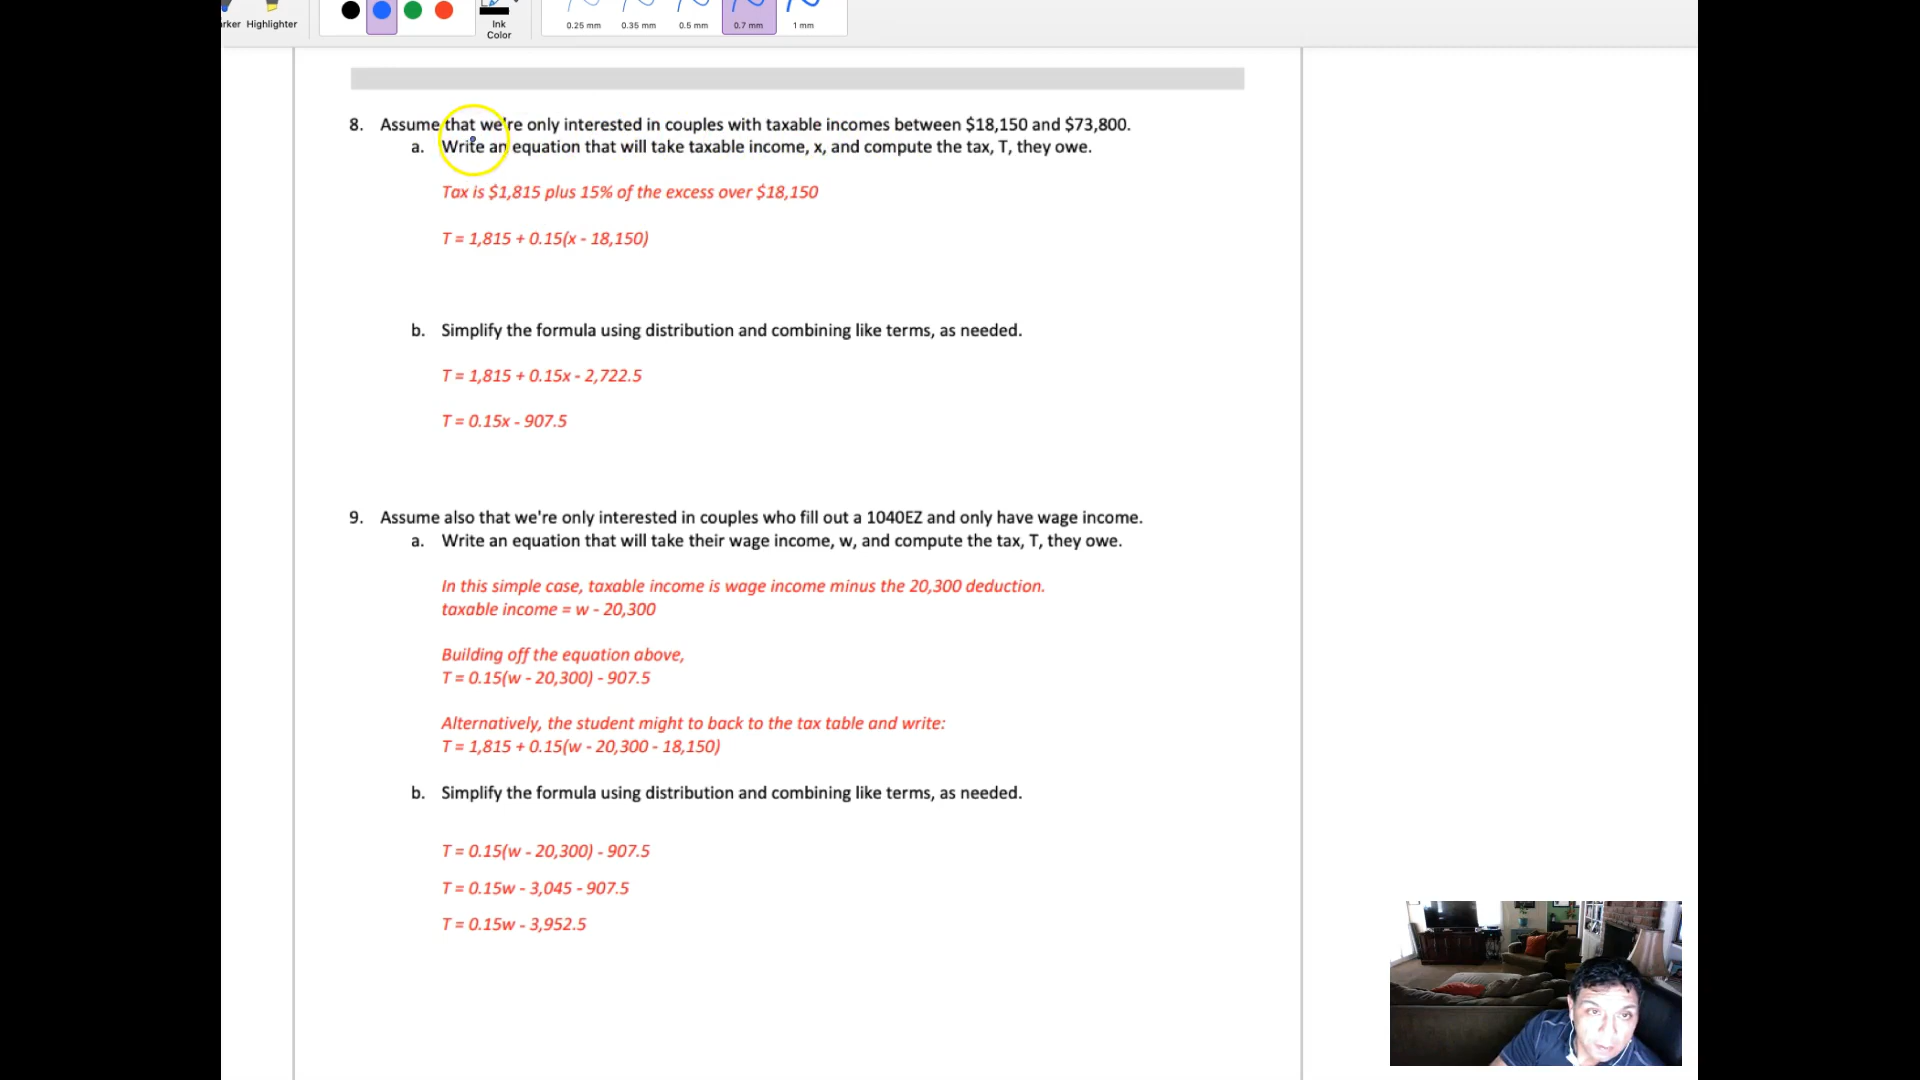 rker Highlighter
Ink
Color
0.25 mm 0.35 mm 0.5 mm 0.7 mm 1 mm
8. Assume that we're only interested in couples with taxable incomes between $18,150 and $73,800.
a. Write an equation that will take taxable income, x, and compute the tax, T, they owe.
Tax is $1,815 plus 15% of the excess over $18,150
T = 1,815 + 0.15(x - 18,150)
b. Simplify the formula using distribution and combining like terms, as needed.
T = 1,815 + 0.15x - 2,722.5
T = 0.15x - 907.5
9. Assume also that we're only interested in couples who fill out a 1040EZ and only have wage income.
a. Write an equation that will take their wage income, w, and compute the tax, T, they owe.
In this simple case, taxable income is wage income minus the 20,300 deduction.
taxable income = w - 20,300
Building off the equation above,
T = 0.15(w - 20,300) - 907.5
Alternatively, the student might to back to the tax table and write:
T = 1,815 + 0.15(w - 20,300 - 18,150)
b. Simplify the formula using distribution and combining like terms, as needed.
T = 0.15(w - 20,300) - 907.5
T = 0.15w - 3,045 - 907.5
T = 0.15w - 3,952.5